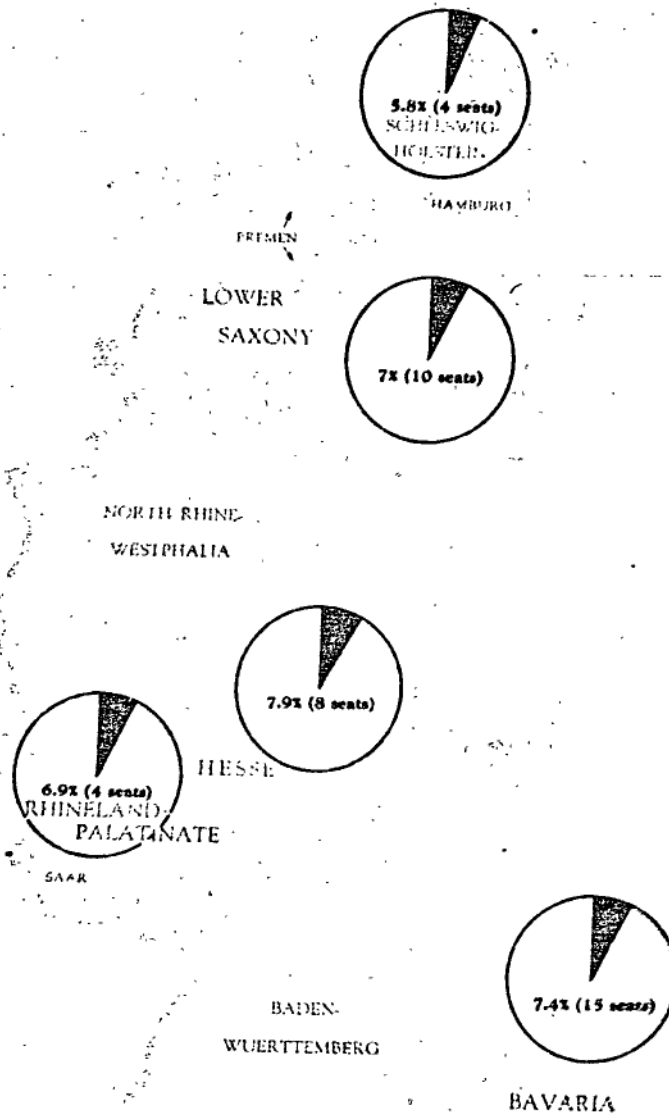 5.8% (4 seats)
SCHLESWIG-
HOLSTEIN
HAMBURG
BREMEN
LOWER
SAXONY
7% (10 seats)
NORTH RHINE-
WESTPHALIA
7.9% (8 seats)
HESSE
6.9% (4 seats)
RHINELAND-
PALATINATE
SAAR
7.4% (15 seats)
BADEN-
WUERTTEMBERG
BAVARIA